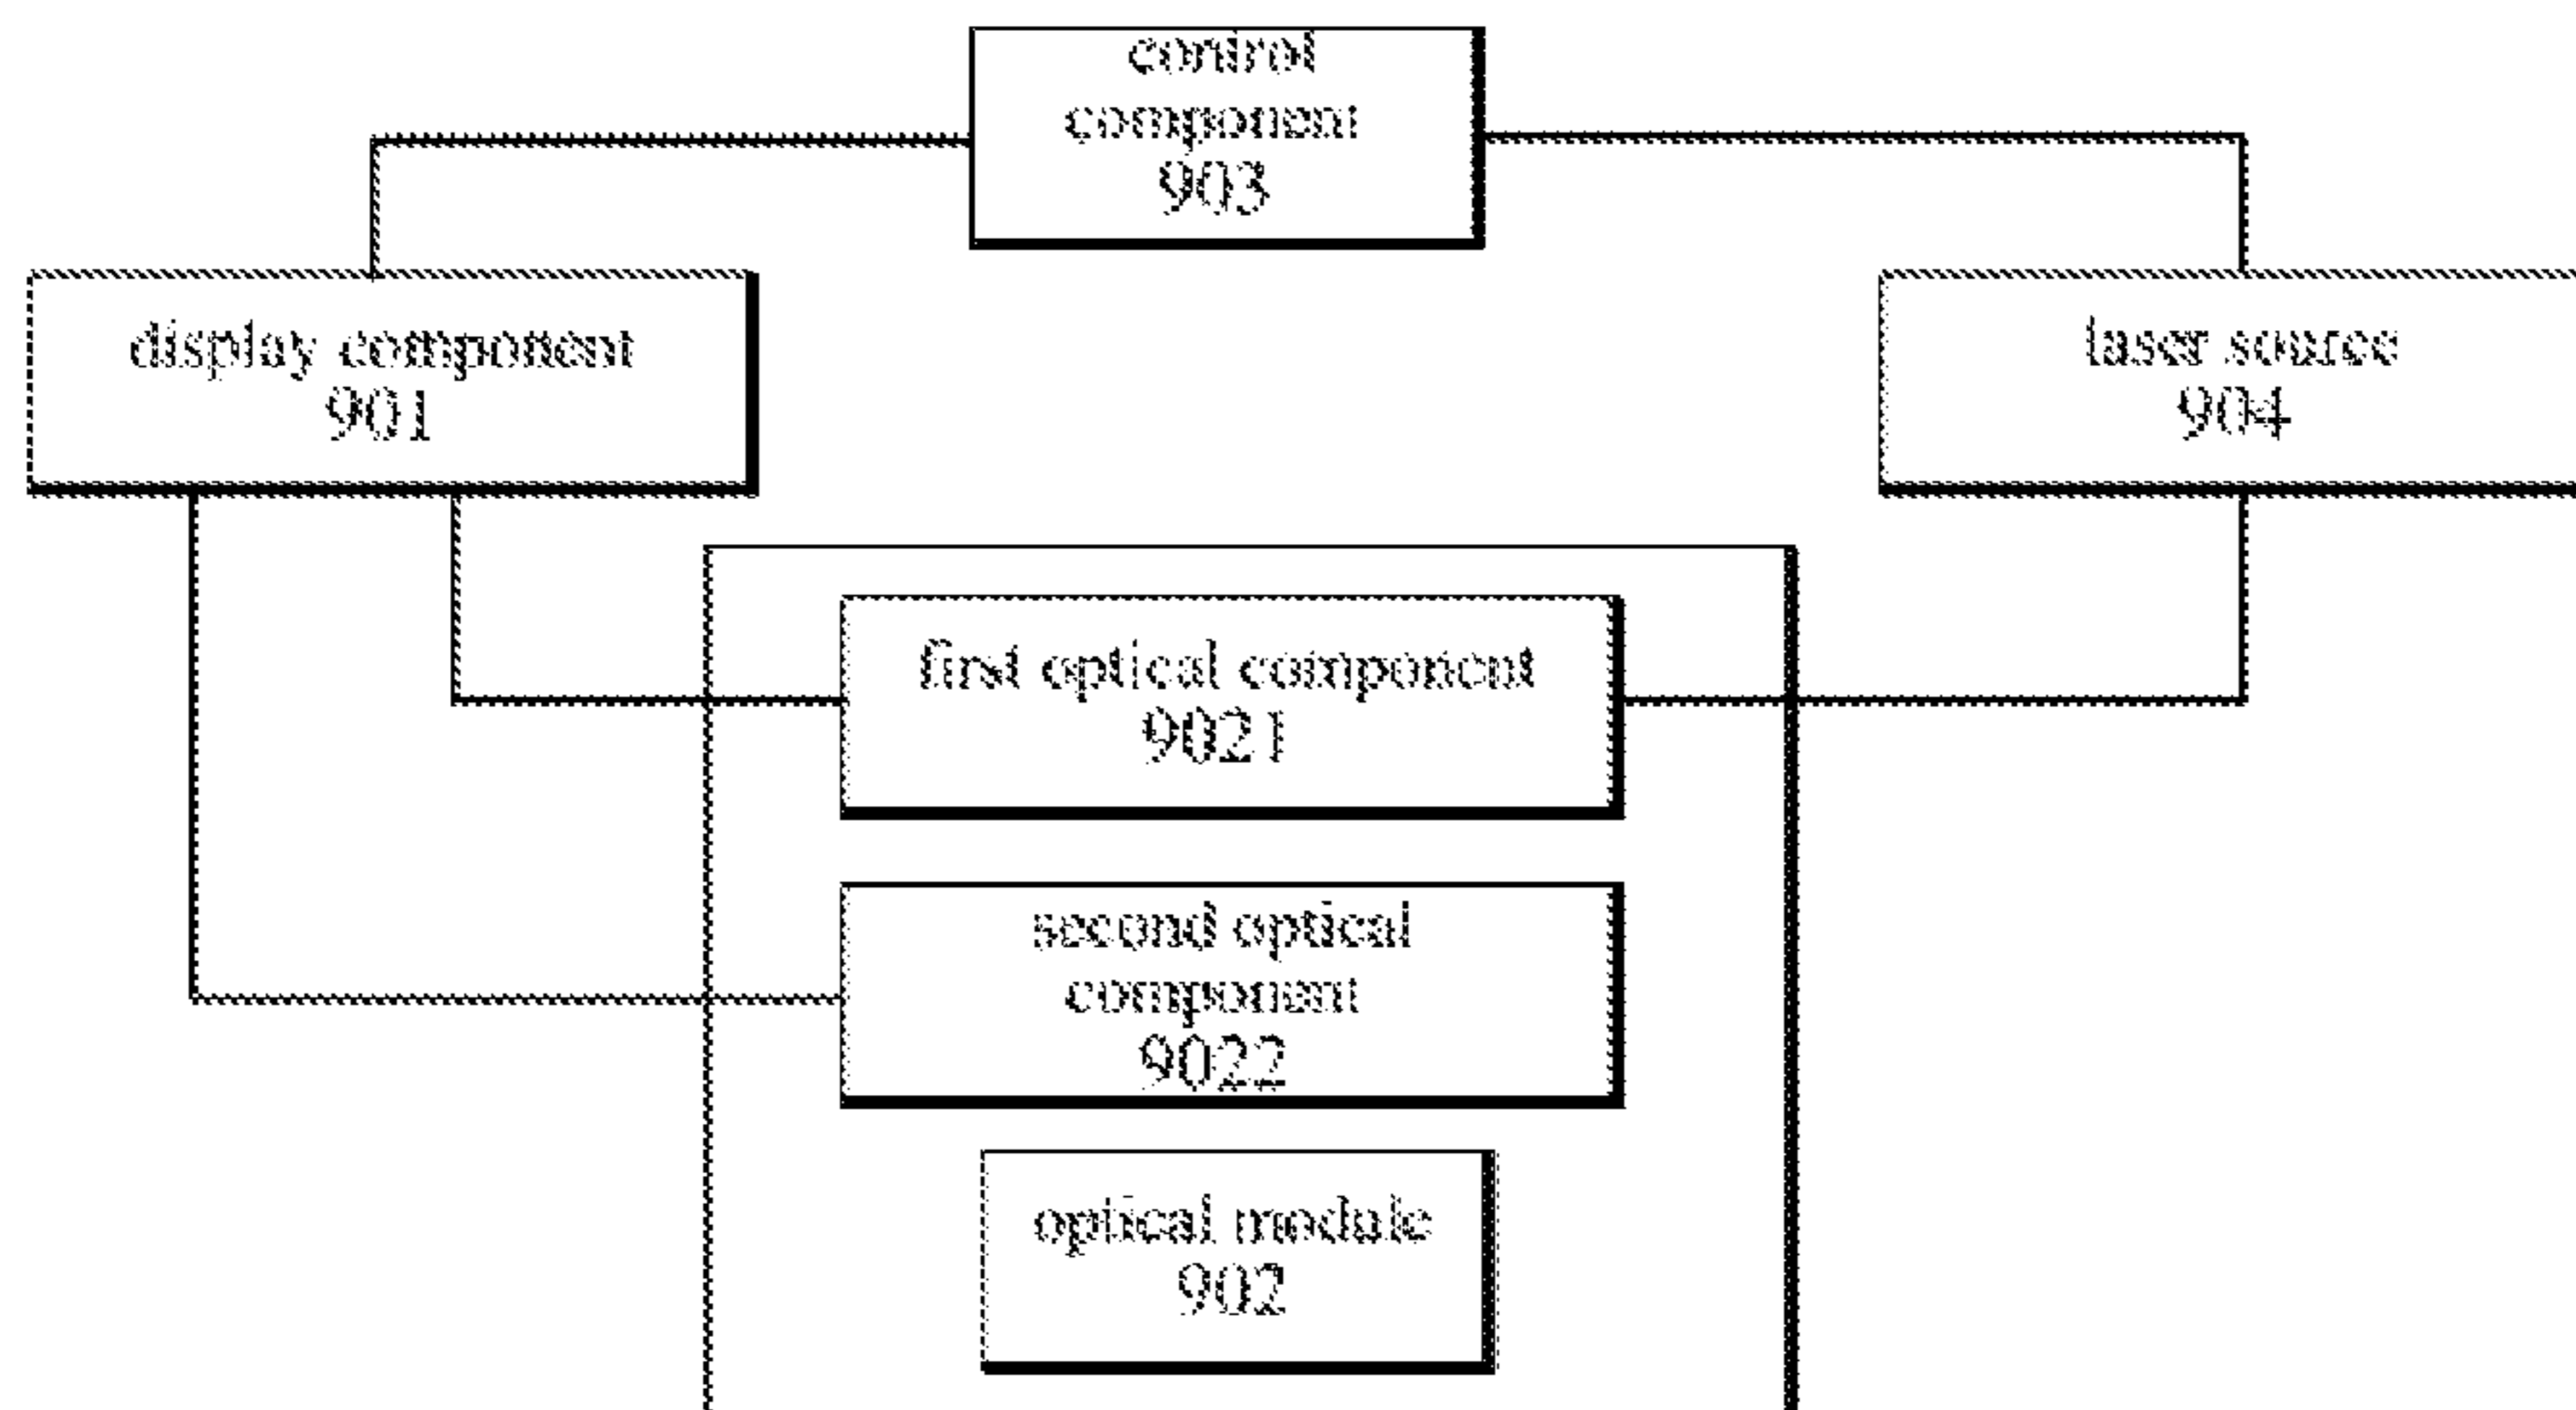 control
component
903
display component
901
laser source
904
first optical component
9021
second optical
component
9022
optical module
902